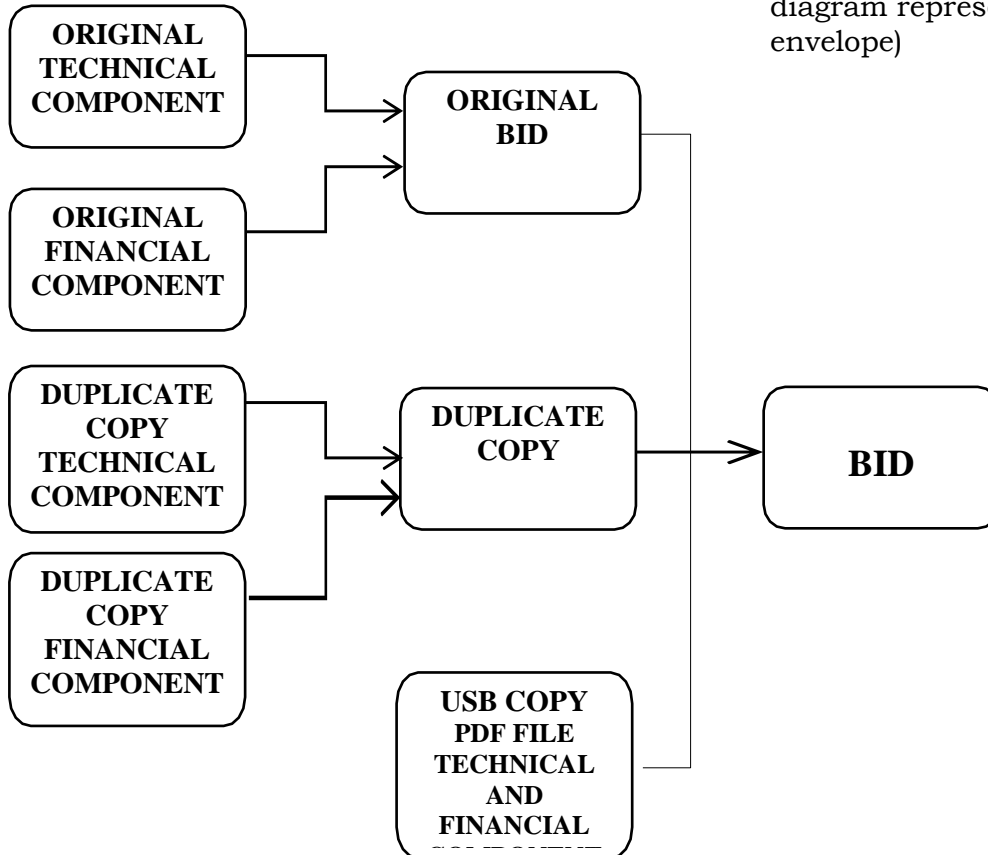 diagram
envelope)
ORIGINAL
TECHNICAL
COMPONENT
ORIGINAL
BID
ORIGINAL
FINANCIAL
COMPONENT
DUPLICATE
COPY
TECHNICAL
COMPONENT
DUPLICATE
COPY
BID
DUPLICATE
COPY
FINANCIAL
COMPONENT
USB COPY
PDF FILE
TECHNICAL
AND
FINANCIAL